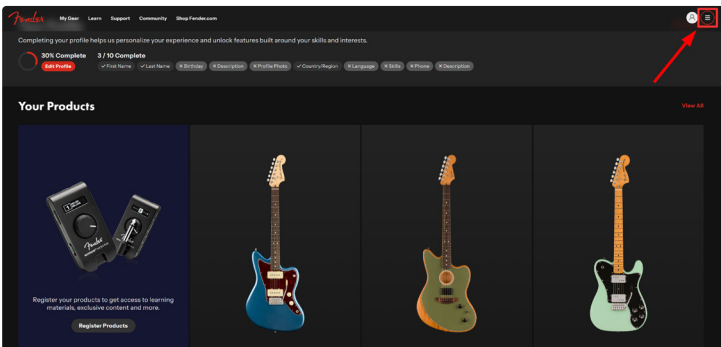 Fender My Gear Learn Support Community Shop Fender.com
Completing your profile helps us personalize your experience and unlock features built around your skills and interests.
30% Complete 3 / 10 Complete
Edit Profile ✓ First Name ✓ Last Name × Birthday × Description × Profile Photo ✓ Country/Region × Language × Skills × Phone × Description
Your Products View All
Fender
Register your products to get access to learning
materials, exclusive content and more.
Register Products